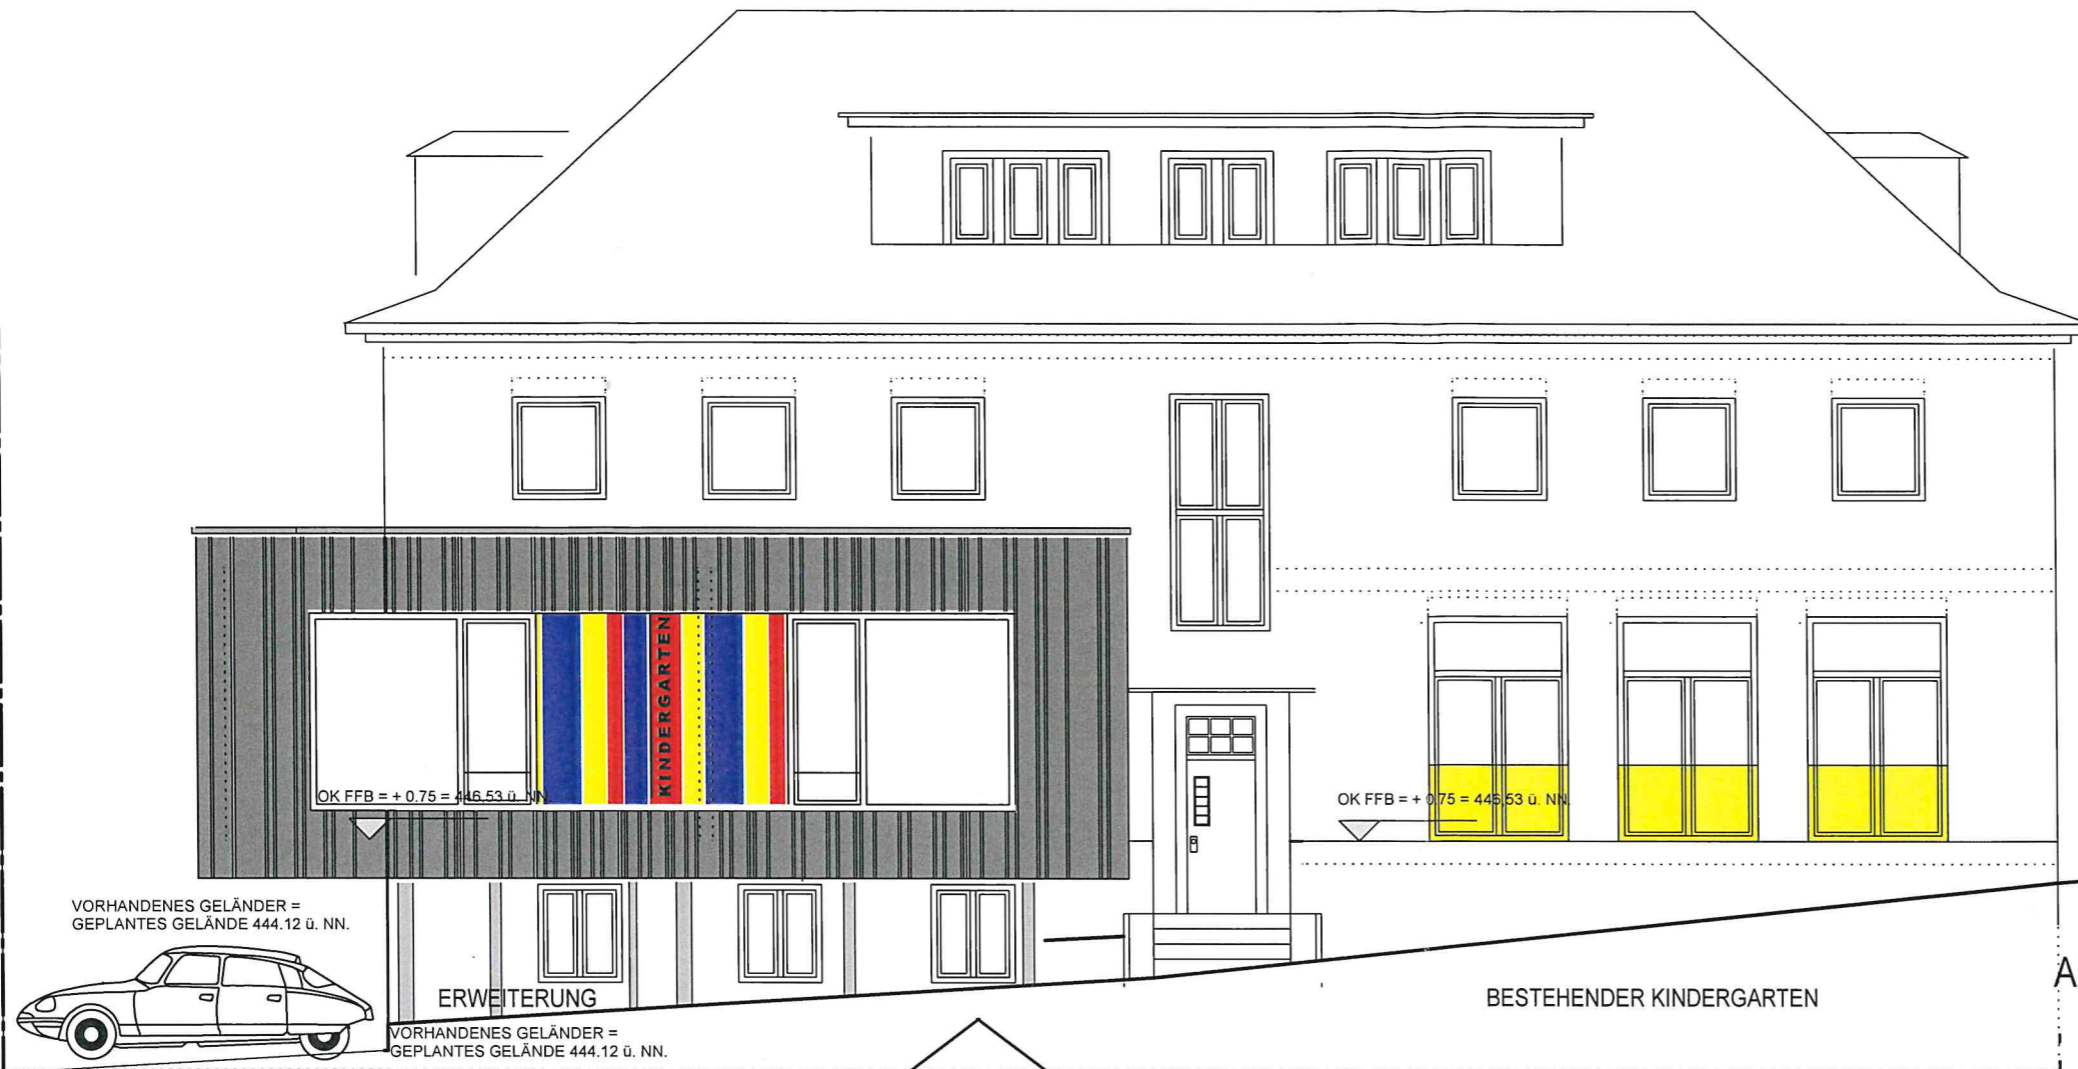 KINDERGARTEN
OK FFB = + 0.75 = 446,53 ü. NN.
OK FFB = + 0.75 = 446,53 ü. NN.
VORHANDENES GELÄNDER =
GEPLANTES GELÄNDE 444.12 ü. NN.
ERWEITERUNG
BESTEHENDER KINDERGARTEN
A
VORHANDENES GELÄNDER =
GEPLANTES GELÄNDE 444.12 ü. NN.